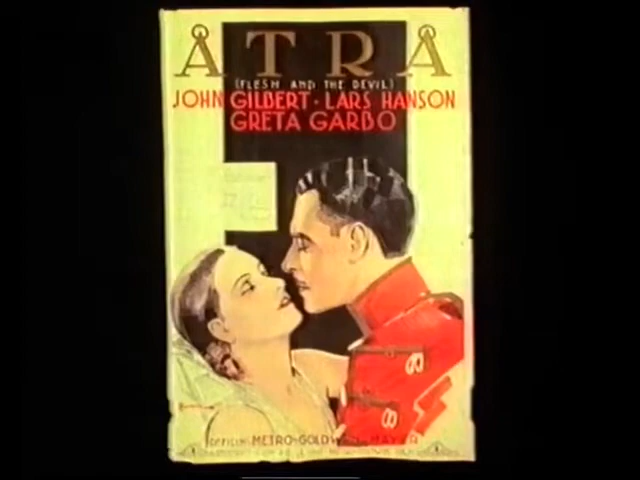 ÅTRÅ
(FLESH AND THE DEVIL)
JOHN GILBERT · LARS HANSON
GRETA GARBO
METRO-GOLDWYN-MAYER